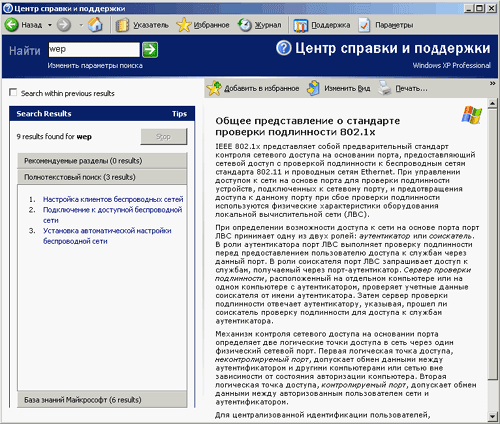 Центр справки и поддержки
Назад
Указатель
Избранное
Журнал
Поддержка
Параметры
Найти
wep
Изменить параметры поиска
Центр справки и поддержки
Windows XP Professional
Search within previous results
Search Results
Tips
9 results found for wep
Stop
Рекомендуемые разделы (0 results)
Полнотекстовый поиск (3 results)
1. Настройка клиентов беспроводных сетей
2. Подключение к доступной беспроводной
сети
3. Установка автоматической настройки
беспроводной сети
База знаний Майкрософт (6 results)
Добавить в избранное
Изменить Вид
Печать...
»
Общее представление о стандарте
проверки подлинности 802.1x
IEEE 802.1x представляет собой предварительный стандарт
контроля сетевого доступа на основании порта, предоставляющий
сетевой доступ с проверкой подлинности к беспроводным сетям
стандарта 802.11 и проводным сетям Ethernet. При управлении
доступом к сети на основе порта для проверки подлинности
устройств, подключенных к сетевому порту, и предотвращения
доступа к данному порту при сбое проверки подлинности
используются физические характеристики оборудования
локальной вычислительной сети (ЛВС).
При определении возможности доступа к сети на основе порта порт
ЛВС принимает одну из двух ролей: аутентикатор или соискатель.
В роли аутентикатора порт ЛВС выполняет проверку подлинности
перед предоставлением пользователю доступа к службам через
данный порт. В роли соискателя порт ЛВС запрашивает доступ к
службам, получаемый через порт-аутентикатор. Сервер проверки
подлинности, расположенный на отдельном компьютере или на
одном компьютере с аутентикатором, проверяет учетные данные
соискателя от имени аутентикатора. Затем сервер проверки
подлинности отвечает аутентикатору, указывая, прошел ли
соискатель проверку подлинности для доступа к службам
аутентикатора.
Механизм контроля сетевого доступа на основании порта
определяет две логические точки доступа в сеть через один
физический сетевой порт. Первая логическая точка доступа,
неконтролируемый порт, допускает обмен данными между
аутентикатором и другими компьютерами или сетью вне
зависимости от состояния авторизации компьютера. Вторая
логическая точка доступа, контролируемый порт, допускает обмен
данными между авторизованным пользователем сети и
аутентикатором.
Для централизованной идентификации пользователей,